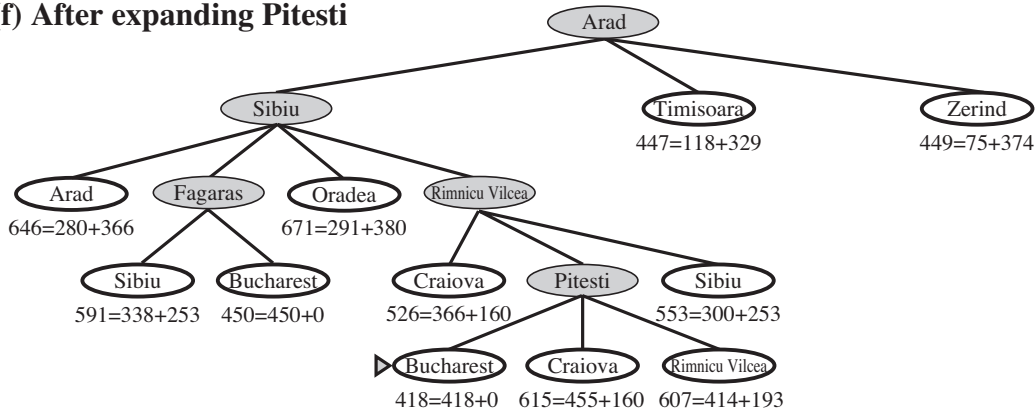 f) After expanding Pitesti
Arad
Sibiu
Timisoara
Zerind
447=118+329
449=75+374
Arad
Fagaras
Oradea
Rimnicu Vilcea
646=280+366
671=291+380
Sibiu
Bucharest
Craiova
Pitesti
Sibiu
591=338+253
450=450+0
526=366+160
553=300+253
Bucharest
Craiova
Rimnicu Vilcea
418=418+0
615=455+160
607=414+193